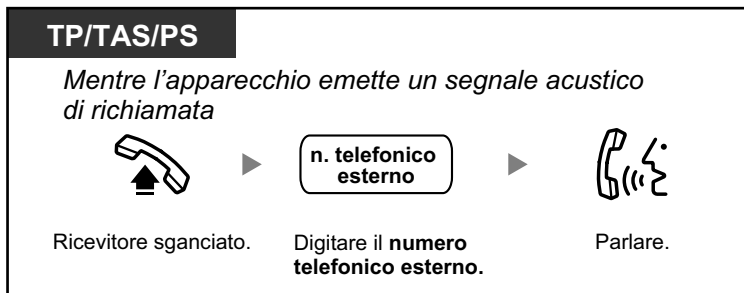 TP/TAS/PS
Mentre l'apparecchio emette un segnale acustico
di richiamata
n. telefonico
esterno
Ricevitore sganciato.
Digitare il numero
telefonico esterno.
Parlare.